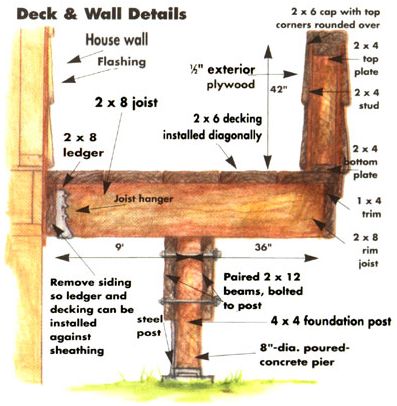 Deck & Wall Details
2 x 6 cap with top
corners rounded over
House wall
Flashing
2 x 4
top
plate
½" exterior
plywood
42"
2 x 4
stud
2 x 8 joist
2 x 6 decking
installed diagonally
2 x 8
ledger
2 x 4
bottom
plate
Joist hanger
1 x 4
trim
2 x 8
rim
joist
9'
36"
Remove siding
so ledger and
decking can be
installed
against
sheathing
Paired 2 x 12
beams, bolted
to post
steel
post
4 x 4 foundation post
8"-dia. poured-
concrete pier